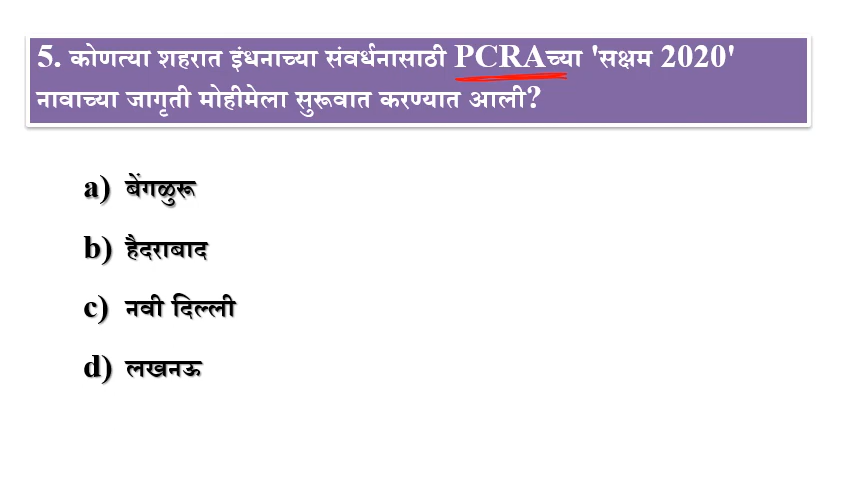 5. कोणत्या शहरात इंधनाच्या संवर्धनासाठी PCRAच्या 'सक्षम 2020'
नावाच्या जागृती मोहीमेला सुरूवात करण्यात आली?
a) बेंगळुरू
b) हैदराबाद
c) नवी दिल्ली
d) लखनऊ